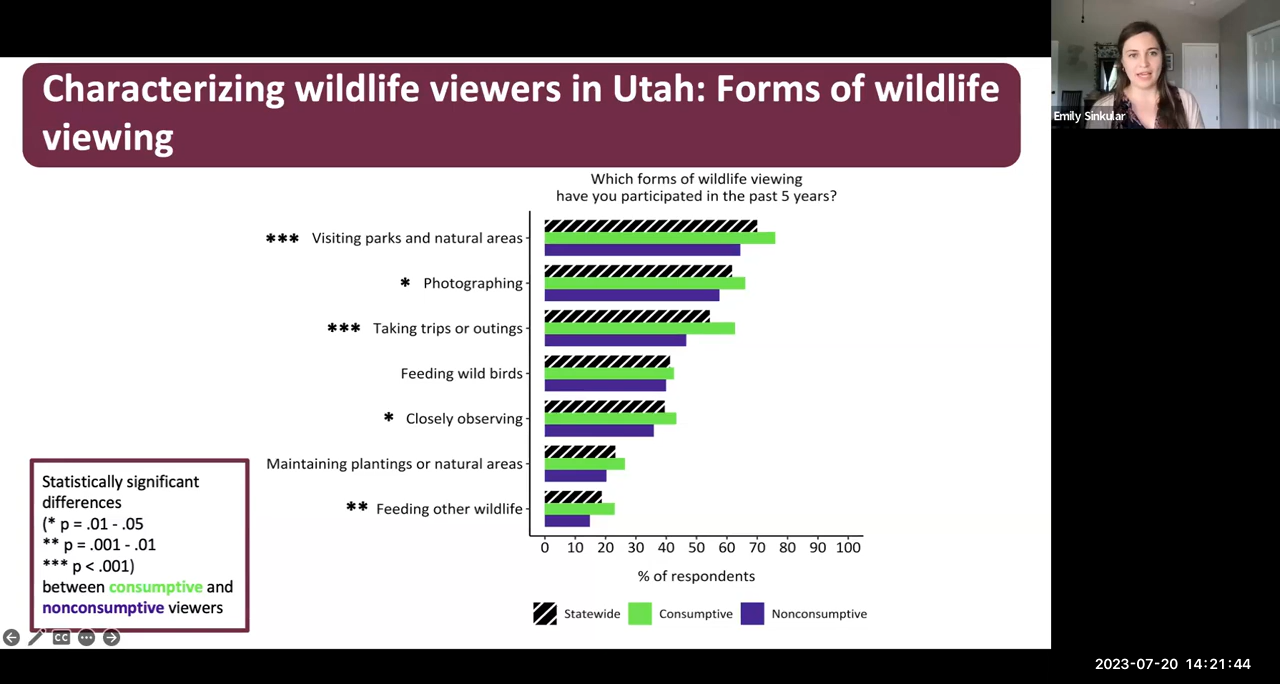 Characterizing wildlife viewers in Utah: Forms of wildlife
viewing
Emily Sinkular
Which forms of wildlife viewing
have you participated in the past 5 years?
*** Visiting parks and natural areas
* Photographing
*** Taking trips or outings
Feeding wild birds
* Closely observing
Maintaining plantings or natural areas
** Feeding other wildlife
0 10 20 30 40 50 60 70 80 90 100
% of respondents
Statewide Consumptive Nonconsumptive
Statistically significant
differences
(* p = .01 - .05
** p = .001 - .01
*** p < .001)
between consumptive and
nonconsumptive viewers
CC
2023-07-20 14:21:44